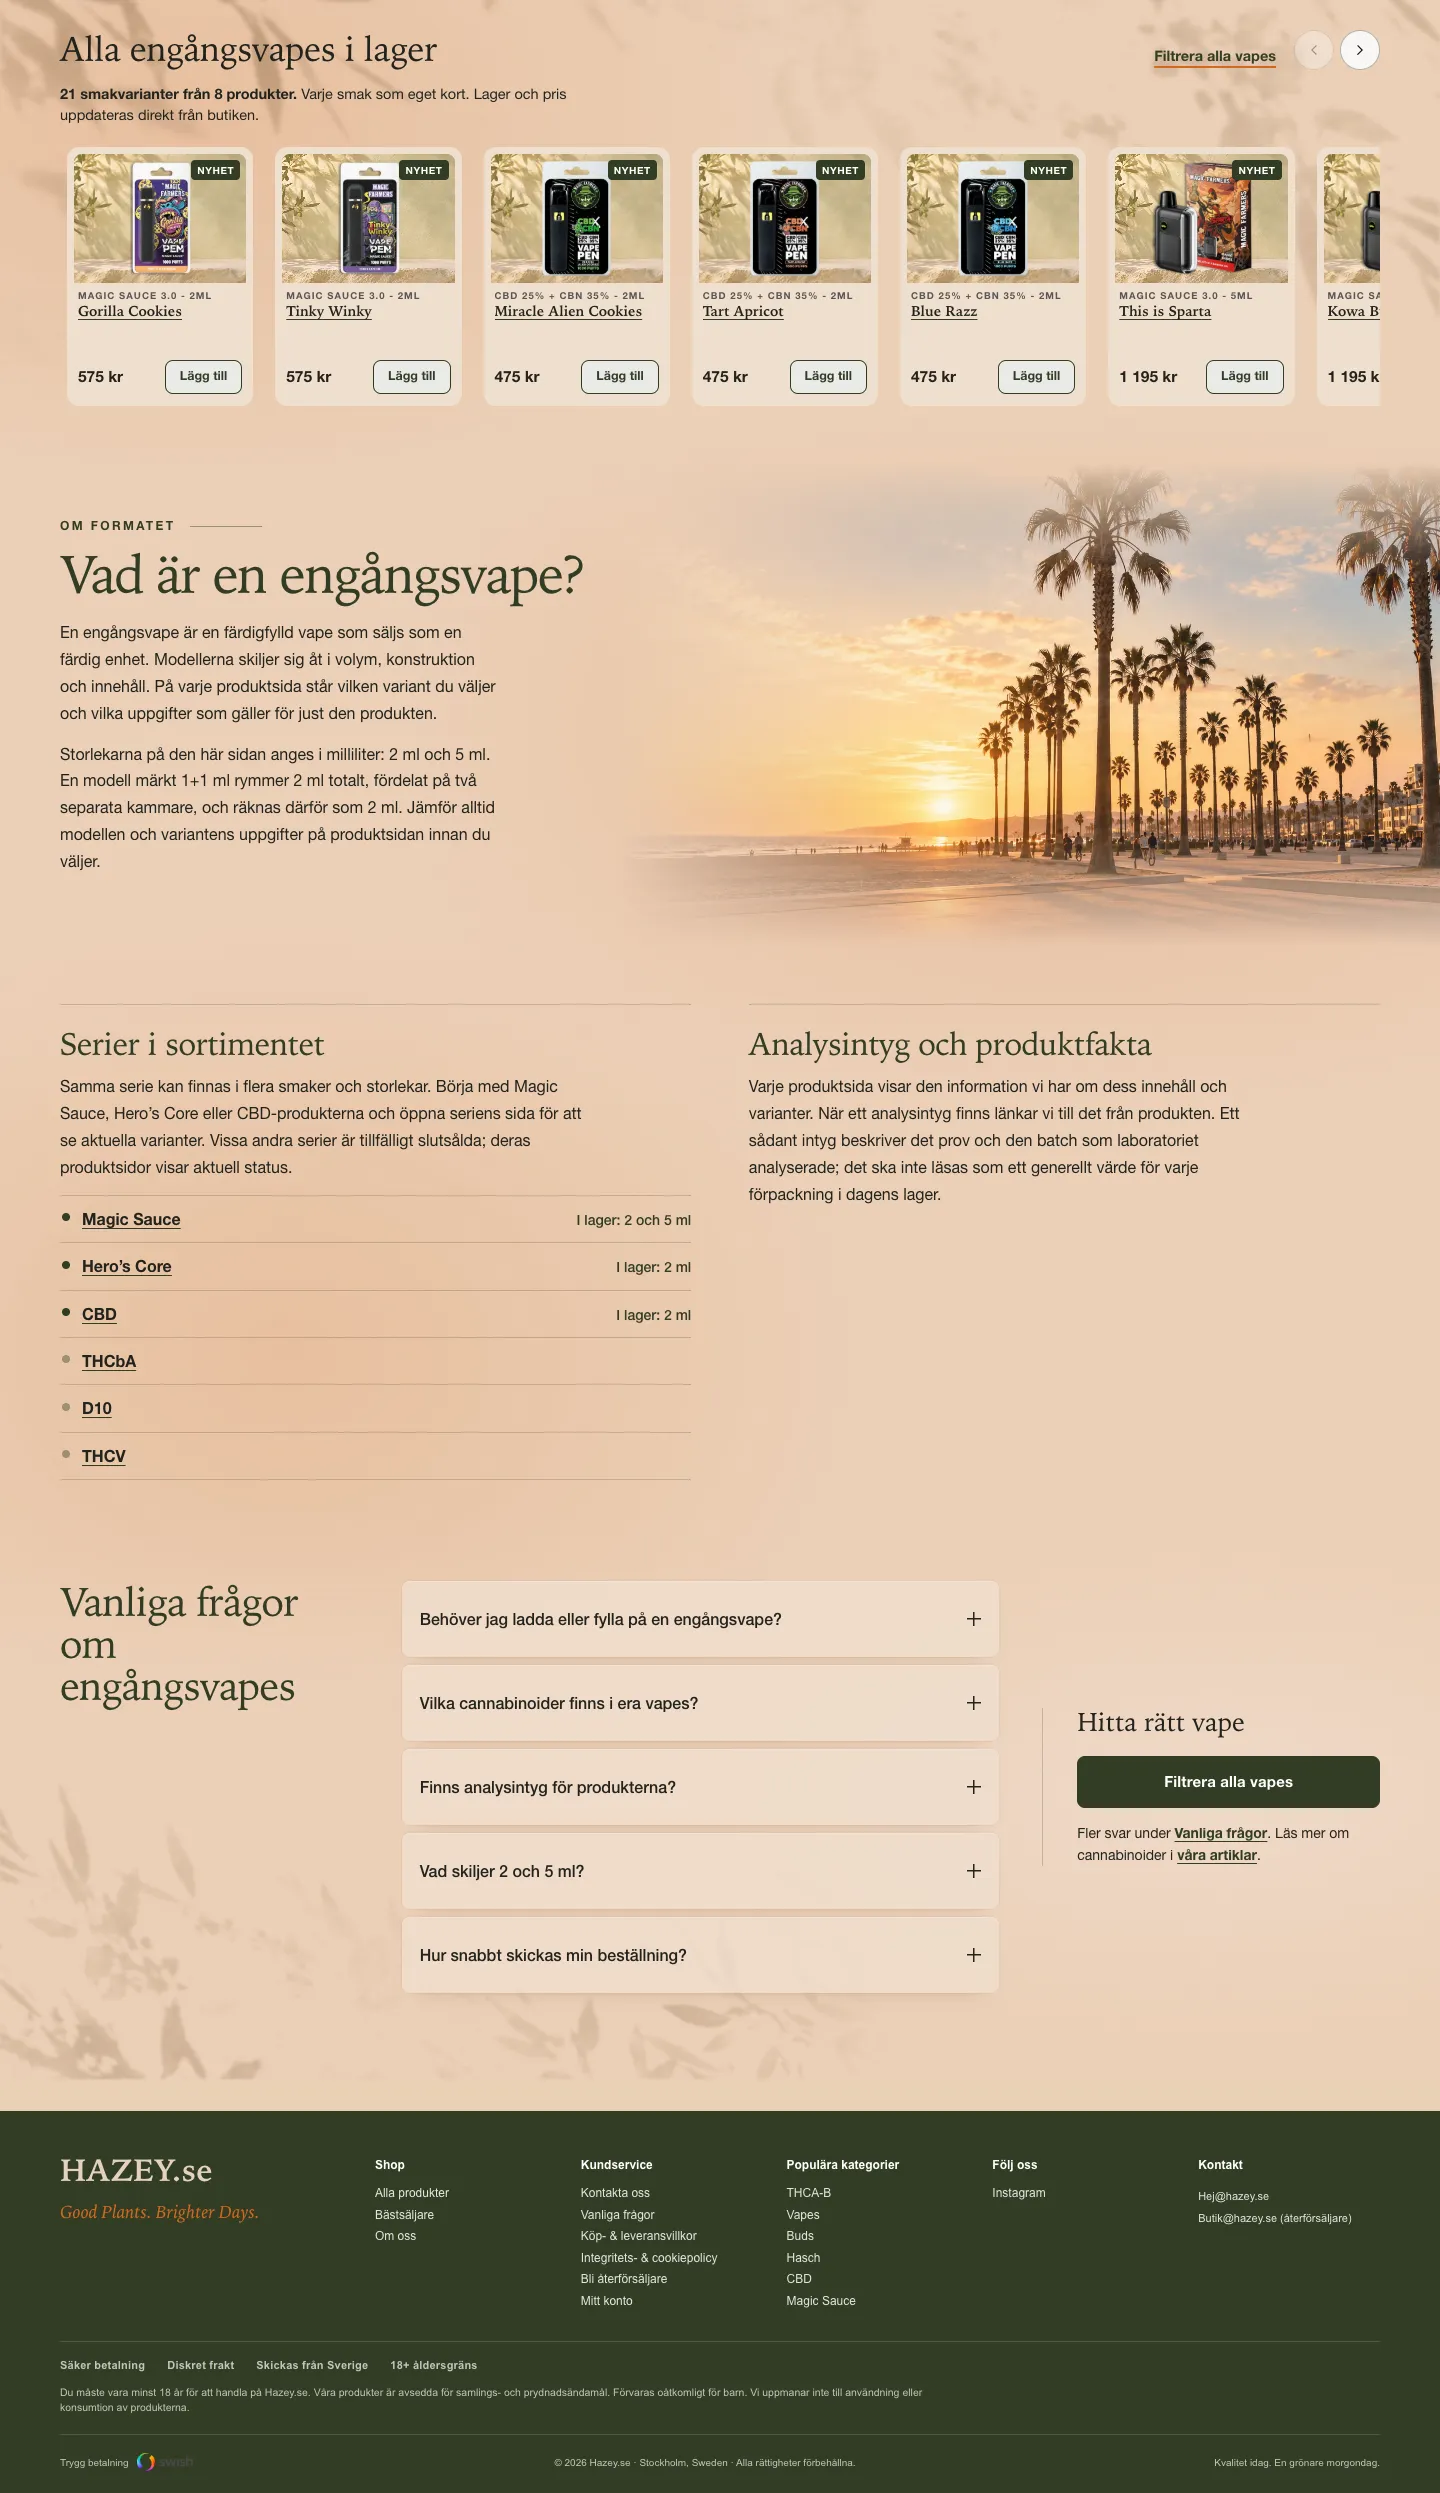 Alla engångsvapes i lager
Filtrera alla vapes
21 smakvarianter från 8 produkter. Varje smak som eget kort. Lager och pris
uppdateras direkt från butiken.
NYHET
MAGIC SAUCE 3.0 - 2ML
Gorilla Cookies
575 kr
Lägg till
NYHET
MAGIC SAUCE 3.0 - 2ML
Tinky Winky
575 kr
Lägg till
NYHET
CBD 25% + CBN 35% - 2ML
Miracle Alien Cookies
475 kr
Lägg till
NYHET
CBD 25% + CBN 35% - 2ML
Tart Apricot
475 kr
Lägg till
NYHET
CBD 25% + CBN 35% - 2ML
Blue Razz
475 kr
Lägg till
NYHET
MAGIC SAUCE 3.0 - 5ML
This is Sparta
1 195 kr
Lägg till
MAGIC SA
Kowa B
1 195 k
OM FORMATET
Vad är en engångsvape?
En engångsvape är en färdigfylld vape som säljs som en
färdig enhet. Modellerna skiljer sig åt i volym, konstruktion
och innehåll. På varje produktsida står vilken variant du väljer
och vilka uppgifter som gäller för just den produkten.
Storlekarna på den här sidan anges i milliliter: 2 ml och 5 ml.
En modell märkt 1+1 ml rymmer 2 ml totalt, fördelat på två
separata kammare, och räknas därför som 2 ml. Jämför alltid
modellen och variantens uppgifter på produktsidan innan du
väljer.
Serier i sortimentet
Samma serie kan finnas i flera smaker och storlekar. Börja med Magic
Sauce, Hero’s Core eller CBD-produkterna och öppna seriens sida för att
se aktuella varianter. Vissa andra serier är tillfälligt slutsålda; deras
produktsidor visar aktuell status.
Magic Sauce
I lager: 2 och 5 ml
Hero’s Core
I lager: 2 ml
CBD
I lager: 2 ml
THCbA
D10
THCV
Analysintyg och produktfakta
Varje produktsida visar den information vi har om dess innehåll och
varianter. När ett analysintyg finns länkar vi till det från produkten. Ett
sådant intyg beskriver det prov och den batch som laboratoriet
analyserade; det ska inte läsas som ett generellt värde för varje
förpackning i dagens lager.
Vanliga frågor
om
engångsvapes
Behöver jag ladda eller fylla på en engångsvape?
Vilka cannabinoider finns i era vapes?
Finns analysintyg för produkterna?
Vad skiljer 2 och 5 ml?
Hur snabbt skickas min beställning?
Hitta rätt vape
Filtrera alla vapes
Fler svar under Vanliga frågor. Läs mer om
cannabinoider i våra artiklar.
HAZEY.se
Good Plants. Brighter Days.
Shop
Alla produkter
Bästsäljare
Om oss
Kundservice
Kontakta oss
Vanliga frågor
Köp- & leveransvillkor
Integritets- & cookiepolicy
Bli återförsäljare
Mitt konto
Populära kategorier
THCA-B
Vapes
Buds
Hasch
CBD
Magic Sauce
Följ oss
Instagram
Kontakt
Hej@hazey.se
Butik@hazey.se (återförsäljare)
Säker betalning
Diskret frakt
Skickas från Sverige
18+ åldersgräns
Du måste vara minst 18 år för att handla på Hazey.se. Våra produkter är avsedda för samlings- och prydnadsändamål. Förvaras oåtkomligt för barn. Vi uppmanar inte till användning eller
konsumtion av produkterna.
Trygg betalning
swish
© 2026 Hazey.se · Stockholm, Sweden · Alla rättigheter förbehållna.
Kvalitet idag. En grönare morgondag.